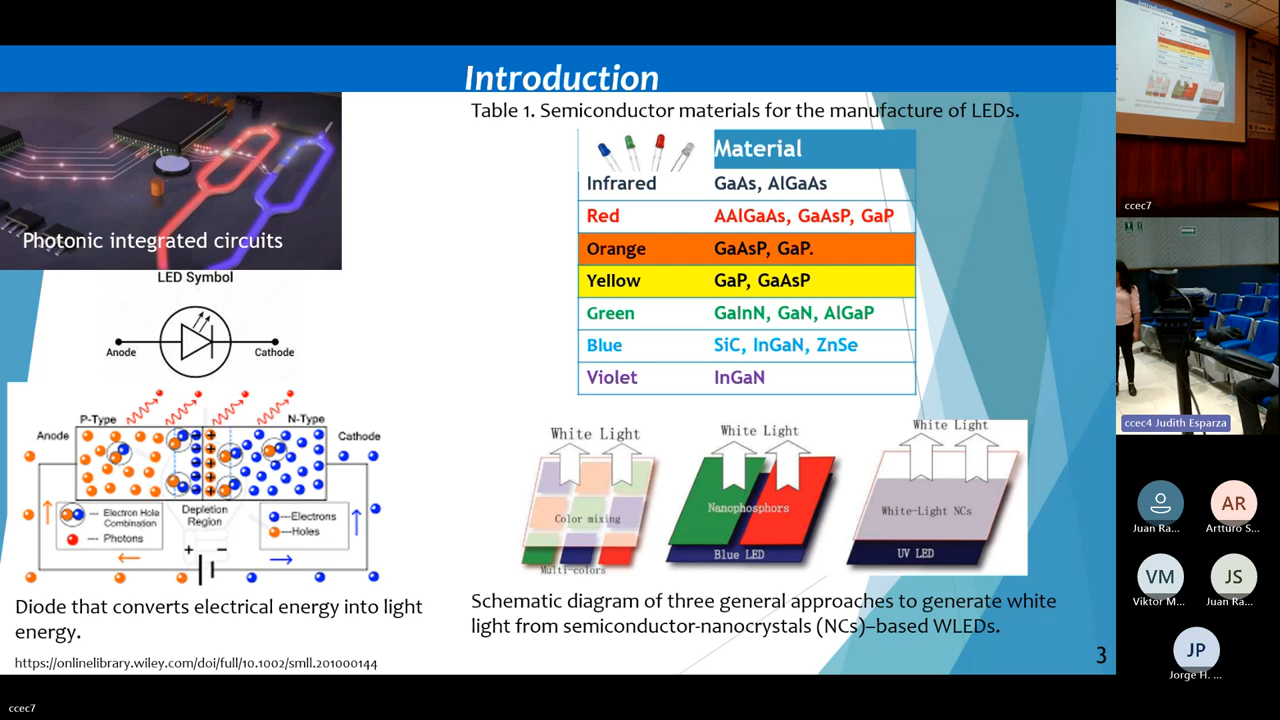 Introduction
Photonic integrated circuits
LED Symbol
Anode
Cathode
P-Type
N-Type
Anode
Cathode
Electron Hole
Combination
Photons
Depletion
Region
---Electrons
---Holes
+
−
Diode that converts electrical energy into light
energy.
https://onlinelibrary.wiley.com/doi/full/10.1002/smll.201000144
Table 1. Semiconductor materials for the manufacture of LEDs.
Material
Infrared GaAs, AlGaAs
Red AAlGaAs, GaAsP, GaP
Orange GaAsP, GaP.
Yellow GaP, GaAsP
Green GaInN, GaN, AlGaP
Blue SiC, InGaN, ZnSe
Violet InGaN
White Light
Color mixing
Multi-colors
White Light
Nanophosphors
Blue LED
White Light
White-Light NCs
UV LED
Schematic diagram of three general approaches to generate white
light from semiconductor-nanocrystals (NCs)–based WLEDs.
3
ccec7
Introduction
Material
ccec7
ccec4 Judith Esparza
AR
Juan Ra...
Artturo S...
VM
JS
Viktor M...
Juan Ra...
JP
Jorge H. ...